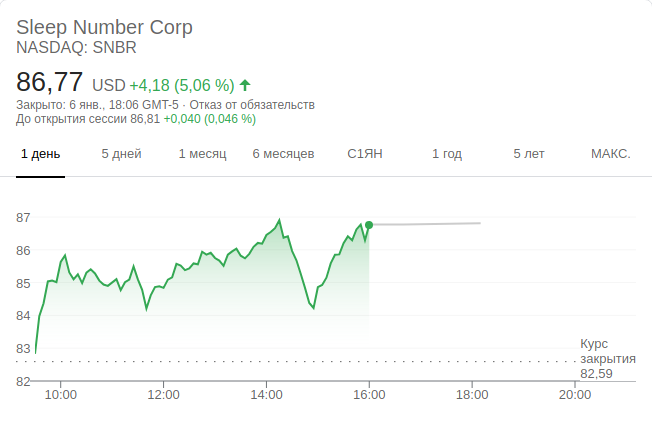 Sleep Number Corp
NASDAQ: SNBR
86,77 USD +4,18 (5,06 %)
Закрыто: 6 янв., 18:06 GMT-5 · Отказ от обязательств
До открытия сессии 86,81 +0,040 (0,046 %)
1 день 5 дней 1 месяц 6 месяцев С1ЯН 1 год 5 лет МАКС.
87
86
85
84
83
Курс
закрытия
82,59
82
10:00 12:00 14:00 16:00 18:00 20:00